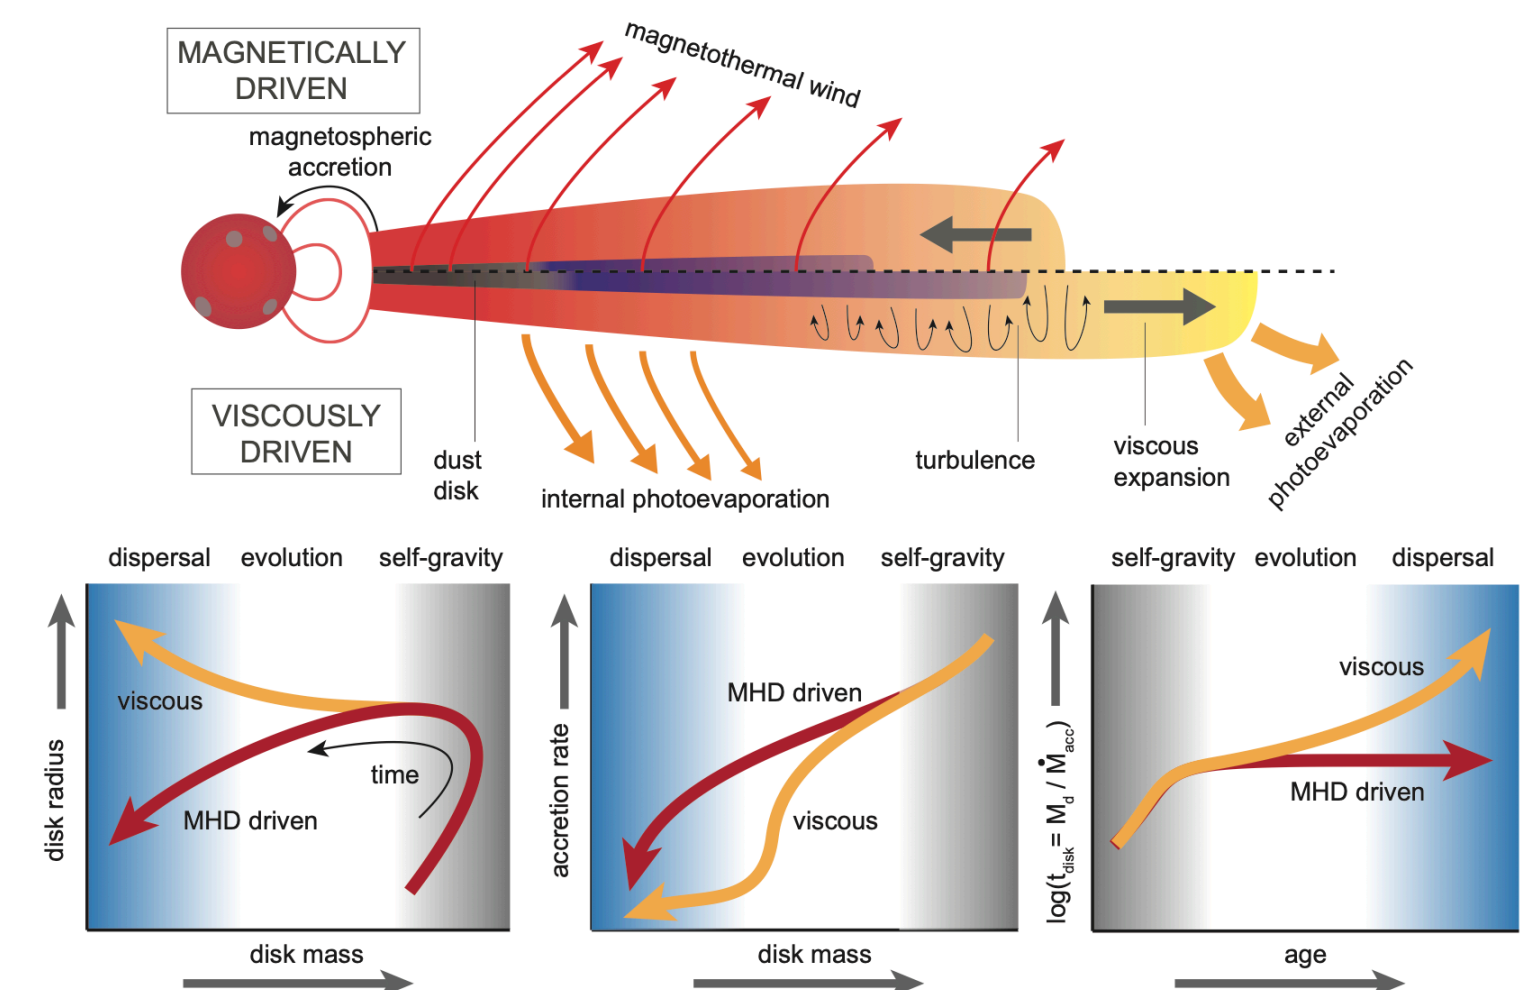 MAGNETICALLY
DRIVEN
magnetothermal wind
magnetospheric
accretion
VISCOUSLY
DRIVEN
dust
disk
internal photoevaporation
turbulence
viscous
expansion
external
photoevaporation
dispersal evolution self-gravity
disk radius
viscous
time
MHD driven
disk mass
dispersal evolution self-gravity
accretion rate
MHD driven
viscous
disk mass
self-gravity evolution dispersal
log(t_disk = M_d / Ṁ_acc)
viscous
MHD driven
age